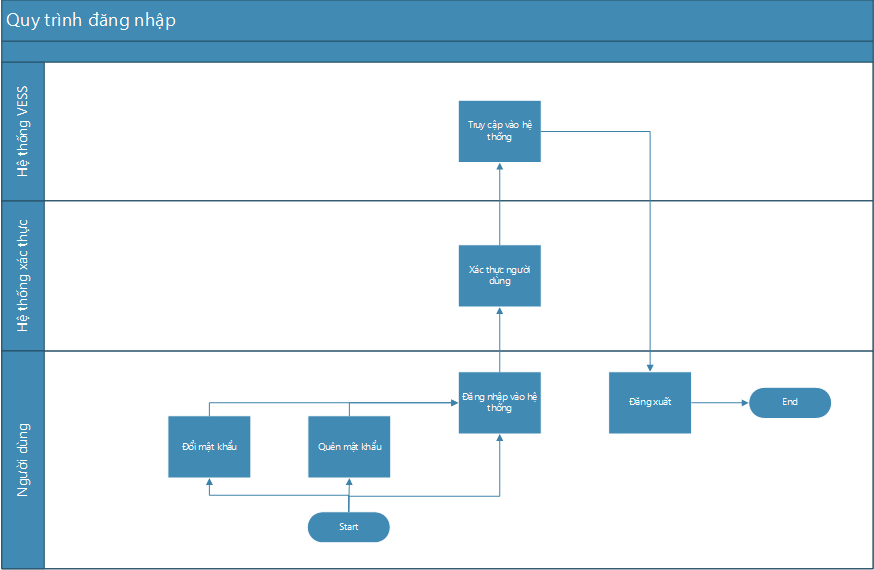 Quy trình đăng nhập
Hệ thống VESS
Truy cập vào hệ
thống
Hệ thống xác thực
Xác thực người
dùng
Người dùng
Đăng nhập vào hệ
thống
Đăng xuất
End
Đổi mật khẩu
Quên mật khẩu
Start